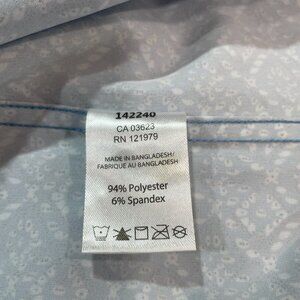 142240
CA 03623
RN 121979
MADE IN BANGLADESH/
FABRIQUE AU BANGLADESH
94% Polyester
6% Spandex